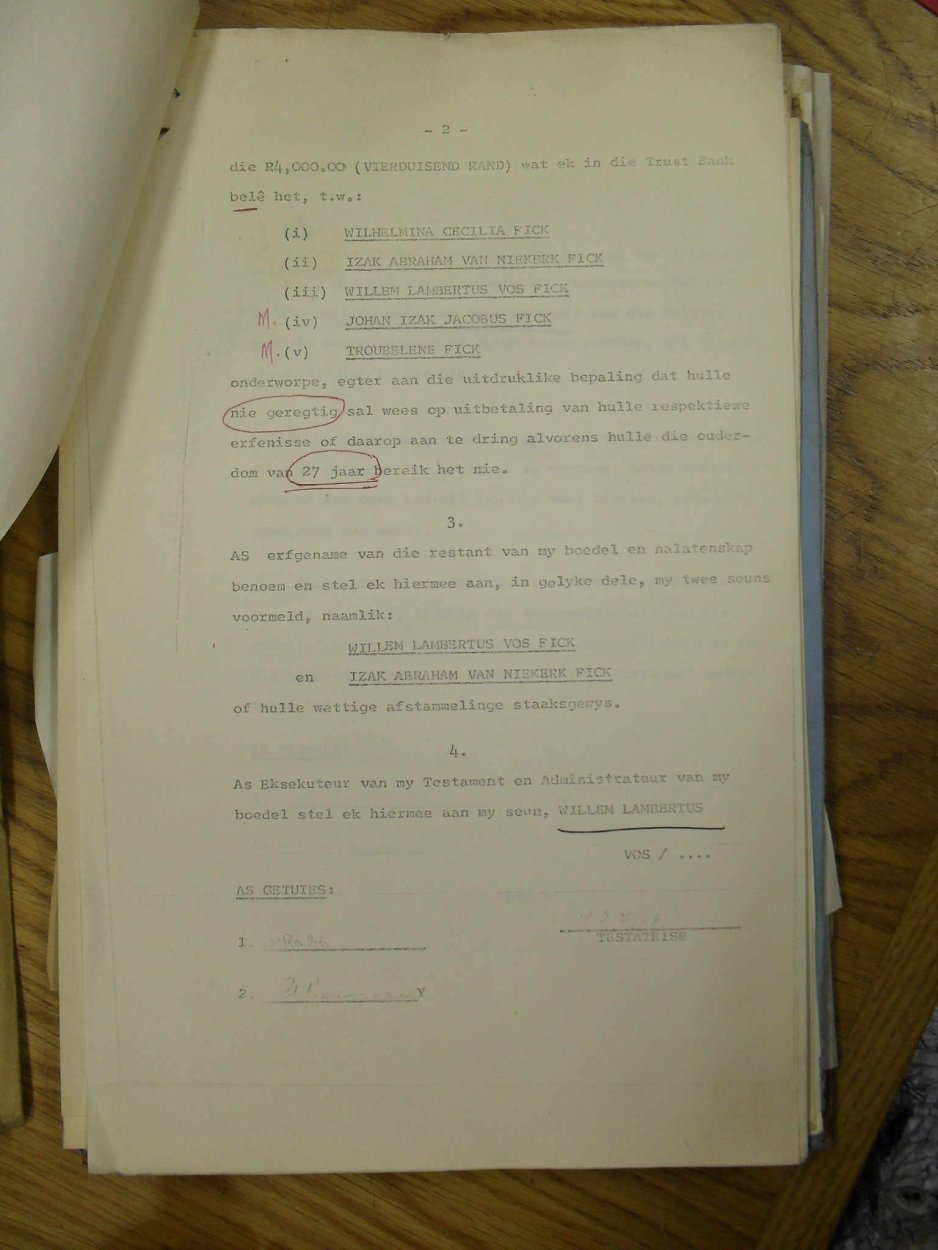 - 2 -
die R4,000.00 (VIERDUISEND RAND) wat ek in die Trust Bank
belê het, t.w.:
(i) WILHELMINA CECILIA FICK
(ii) IZAK ABRAHAM VAN NIEKERK FICK
(iii) WILLEM LAMBERTUS VOS FICK
M. (iv) JOHAN IZAK JACOBUS FICK
M. (v) TROUBELENE FICK
onderworpe, egter aan die uitdruklike bepaling dat hulle
nie geregtig sal wees op uitbetaling van hulle respektiewe
erfenisse of daarop aan te dring alvorens hulle die ouder-
dom van 27 jaar bereik het nie.
3.
AS erfgename van die restant van my boedel en nalatenskap
benoem en stel ek hiermee aan, in gelyke dele, my twee seuns
voormeld, naamlik:
WILLEM LAMBERTUS VOS FICK
en IZAK ABRAHAM VAN NIEKERK FICK
of hulle wettige afstammelinge staaksgewys.
4.
As Eksekuteur van my Testament en Administrateur van my
boedel stel ek hiermee aan my seun, WILLEM LAMBERTUS
VOS / ....
AS GETUIES:
1.
TESTATRISE
2.